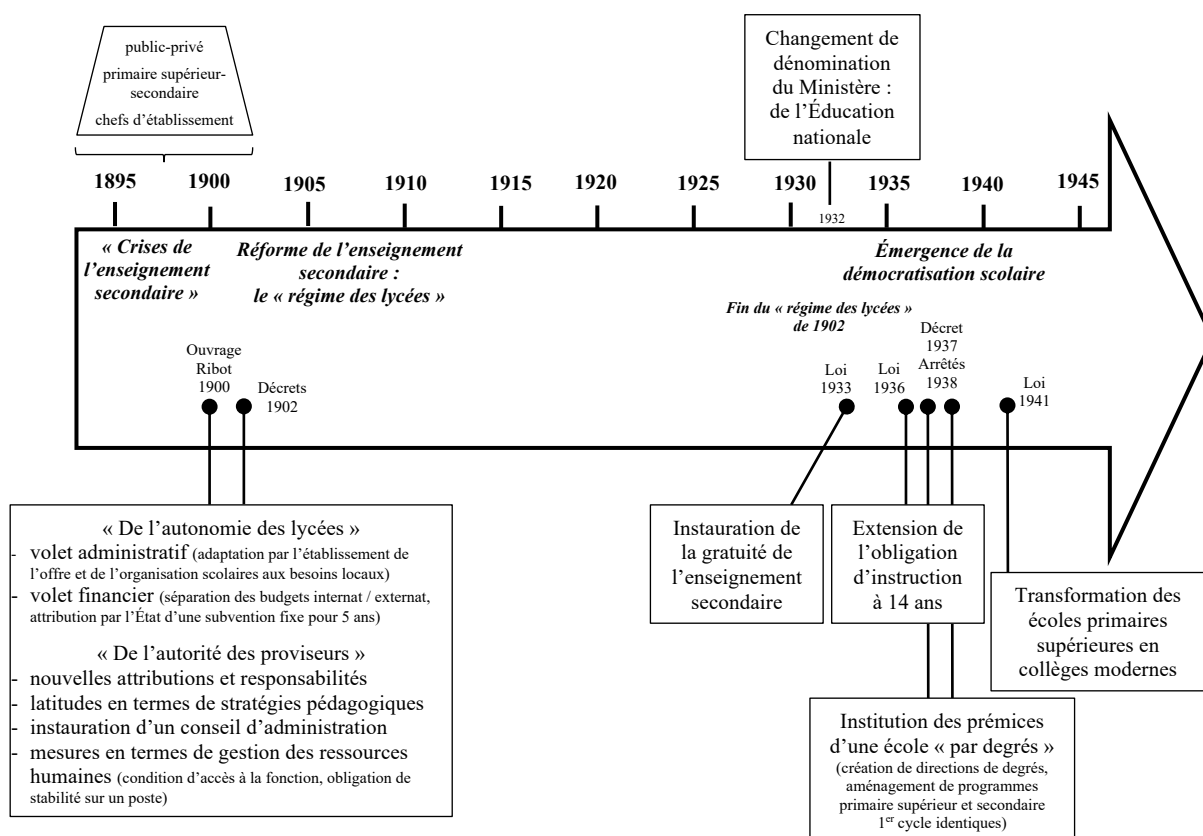 public-privé
primaire supérieur-
secondaire
chefs d'établissement
Changement de
dénomination
du Ministère :
de l'Éducation
nationale
1895
1900
1905
1910
1915
1920
1925
1930
1935
1940
1945
1932
« Crises de
l'enseignement
secondaire »
Réforme de l'enseignement
secondaire :
le « régime des lycées »
Émergence de la
démocratisation scolaire
Fin du « régime des lycées »
de 1902
Ouvrage
Ribot
1900
Décrets
1902
Loi
1933
Loi
1936
Décret
1937
Arrêtés
1938
Loi
1941
« De l'autonomie des lycées »
- volet administratif (adaptation par l'établissement de
l'offre et de l'organisation scolaires aux besoins locaux)
- volet financier (séparation des budgets internat / externat,
attribution par l'État d'une subvention fixe pour 5 ans)
« De l'autorité des proviseurs »
- nouvelles attributions et responsabilités
- latitudes en termes de stratégies pédagogiques
- instauration d'un conseil d'administration
- mesures en termes de gestion des ressources
humaines (condition d'accès à la fonction, obligation de
stabilité sur un poste)
Instauration de
la gratuité de
l'enseignement
secondaire
Extension de
l'obligation
d'instruction
à 14 ans
Transformation des
écoles primaires
supérieures en
collèges modernes
Institution des prémices
d'une école « par degrés »
(création de directions de degrés,
aménagement de programmes
primaire supérieur et secondaire
1er cycle identiques)